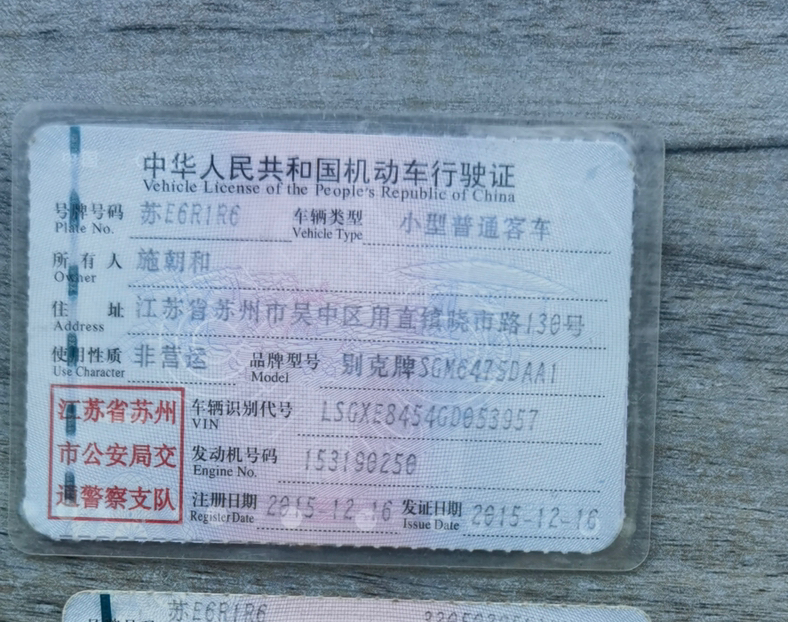 中华人民共和国机动车行驶证
Vehicle License of the People's Republic of China
号牌号码 苏E6R1R6 车辆类型 小型普通客车
Plate No. Vehicle Type
所有人 施朝和
Owner
住址 江苏省苏州市吴中区甪直镇晓市路130号
Address
使用性质 非营运 品牌型号 别克牌SGM6475DAA1
Use Character Model
江苏省苏州 车辆识别代号 LSGXE8454GD053957
VIN
市公安局交 发动机号码 153190250
Engine No.
通警察支队 注册日期 2015-12-16 发证日期 2015-12-16
Register Date Issue Date
苏E6R1R6